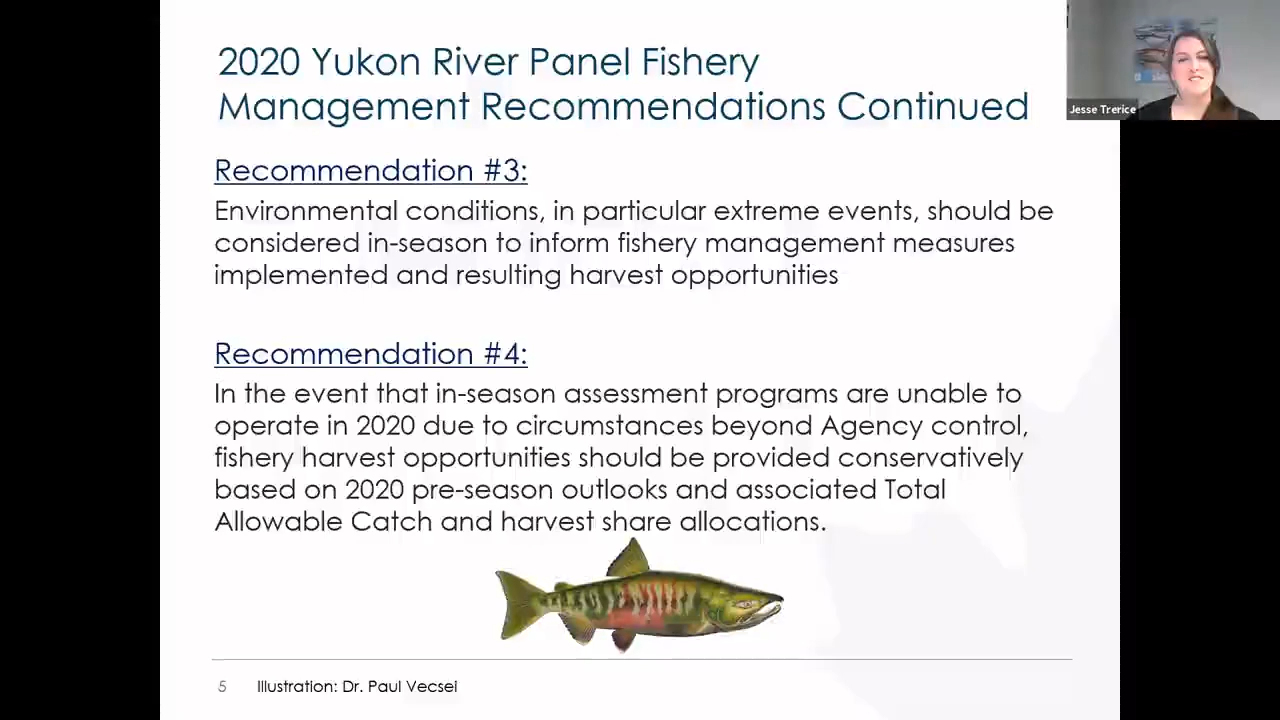 2020 Yukon River Panel Fishery
Management Recommendations Continued
Jesse Trerice
Recommendation #3:
Environmental conditions, in particular extreme events, should be
considered in-season to inform fishery management measures
implemented and resulting harvest opportunities
Recommendation #4:
In the event that in-season assessment programs are unable to
operate in 2020 due to circumstances beyond Agency control,
fishery harvest opportunities should be provided conservatively
based on 2020 pre-season outlooks and associated Total
Allowable Catch and harvest share allocations.
5 Illustration: Dr. Paul Vecsei